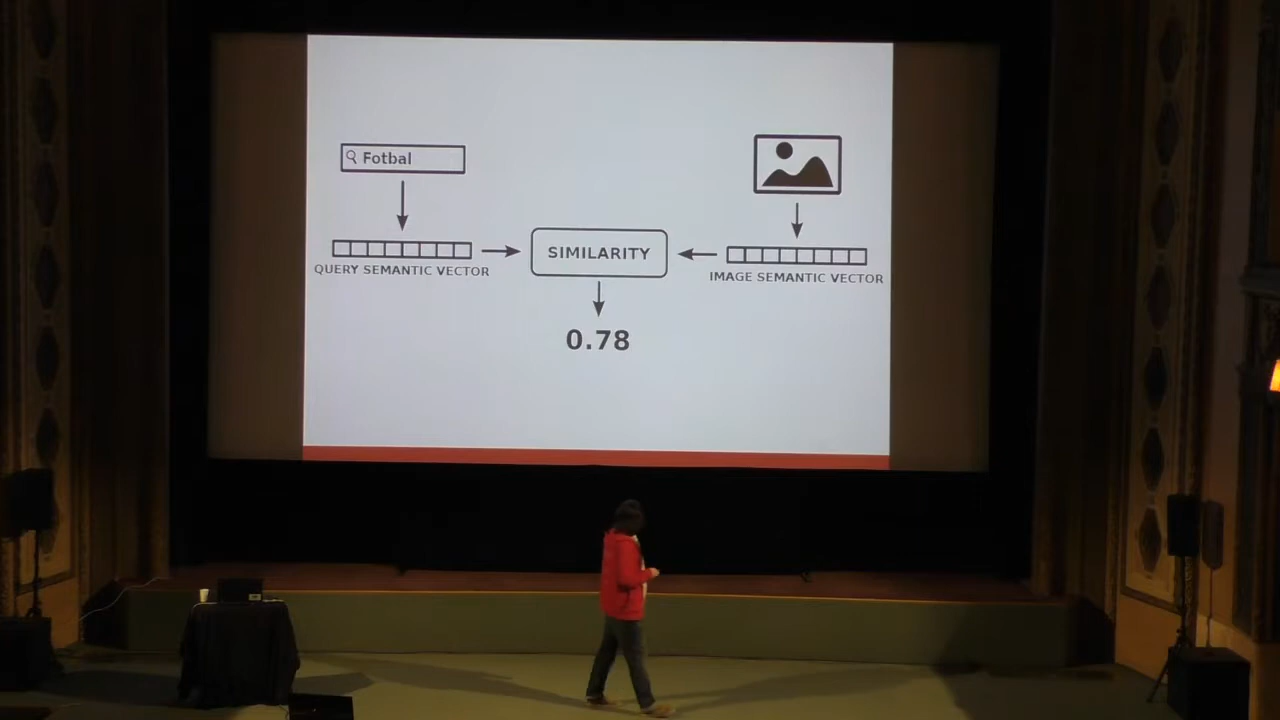 Fotbal
QUERY SEMANTIC VECTOR
SIMILARITY
IMAGE SEMANTIC VECTOR
0.78